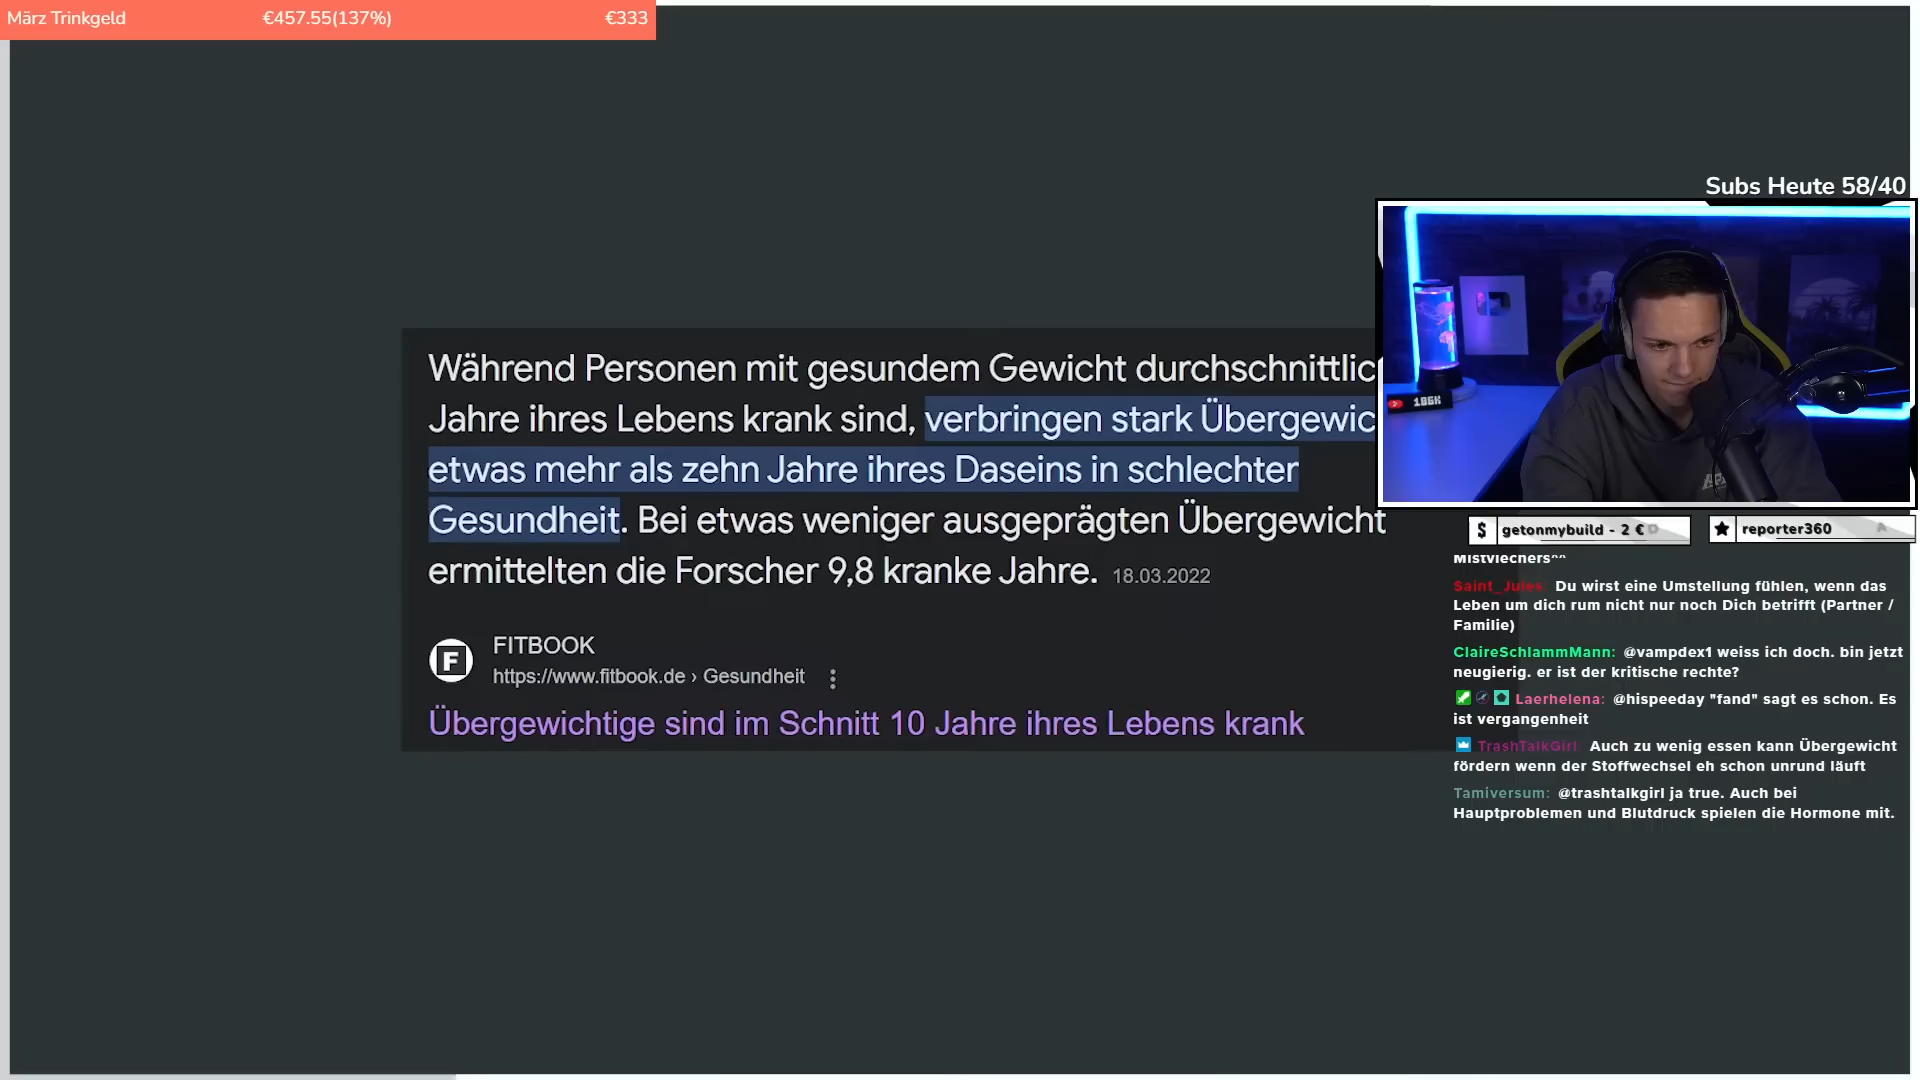 März Trinkgeld €457.55(137%) €333
Subs Heute 58/40
Während Personen mit gesundem Gewicht durchschnittlic
Jahre ihres Lebens krank sind, verbringen stark Übergewic
etwas mehr als zehn Jahre ihres Daseins in schlechter
Gesundheit. Bei etwas weniger ausgeprägten Übergewicht
ermittelten die Forscher 9,8 kranke Jahre. 18.03.2022
F
FITBOOK
https://www.fitbook.de › Gesundheit
Übergewichtige sind im Schnitt 10 Jahre ihres Lebens krank
186K
$ getonmybuild - 2 €
reporter360
Mistviechers^^
Saint_Jules: Du wirst eine Umstellung fühlen, wenn das
Leben um dich rum nicht nur noch Dich betrifft (Partner /
Familie)
ClaireSchlammMann: @vampdex1 weiss ich doch. bin jetzt
neugierig. er ist der kritische rechte?
Laerhelena: @hispeeday "fand" sagt es schon. Es
ist vergangenheit
TrashTalkGirl: Auch zu wenig essen kann Übergewicht
fördern wenn der Stoffwechsel eh schon unrund läuft
Tamiversum: @trashtalkgirl ja true. Auch bei
Hauptproblemen und Blutdruck spielen die Hormone mit.